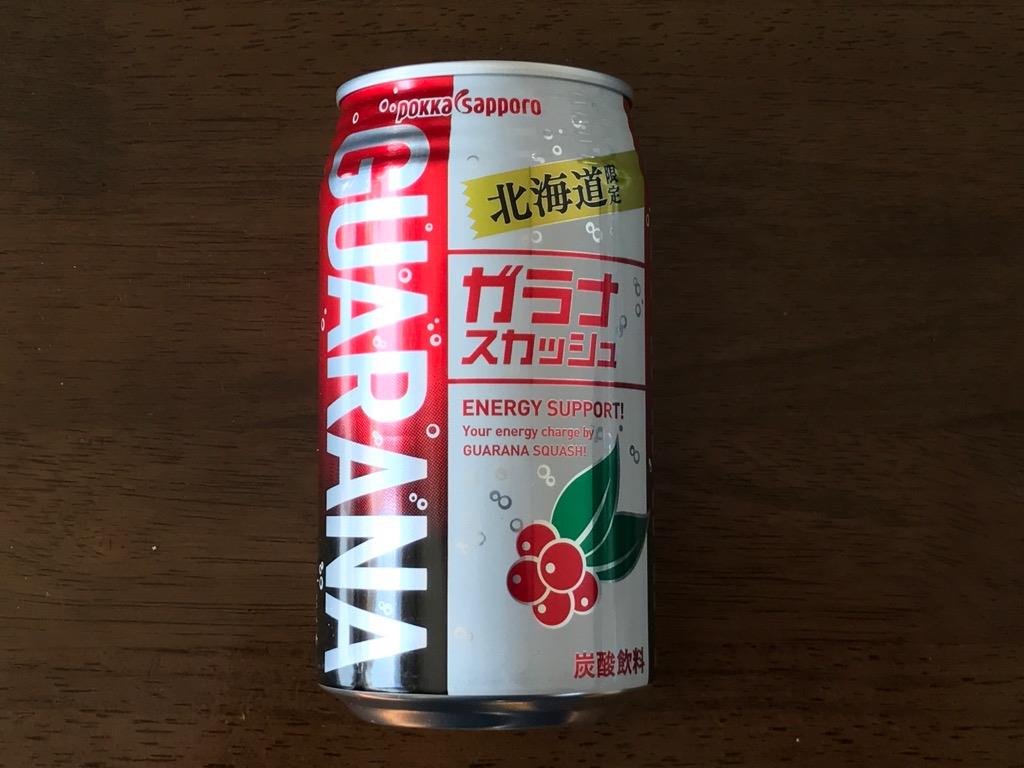 pokka sapporo
GUARANA
北海道限定
ガラナ
スカッシュ
ENERGY SUPPORT!
Your energy charge by
GUARANA SQUASH!
炭酸飲料